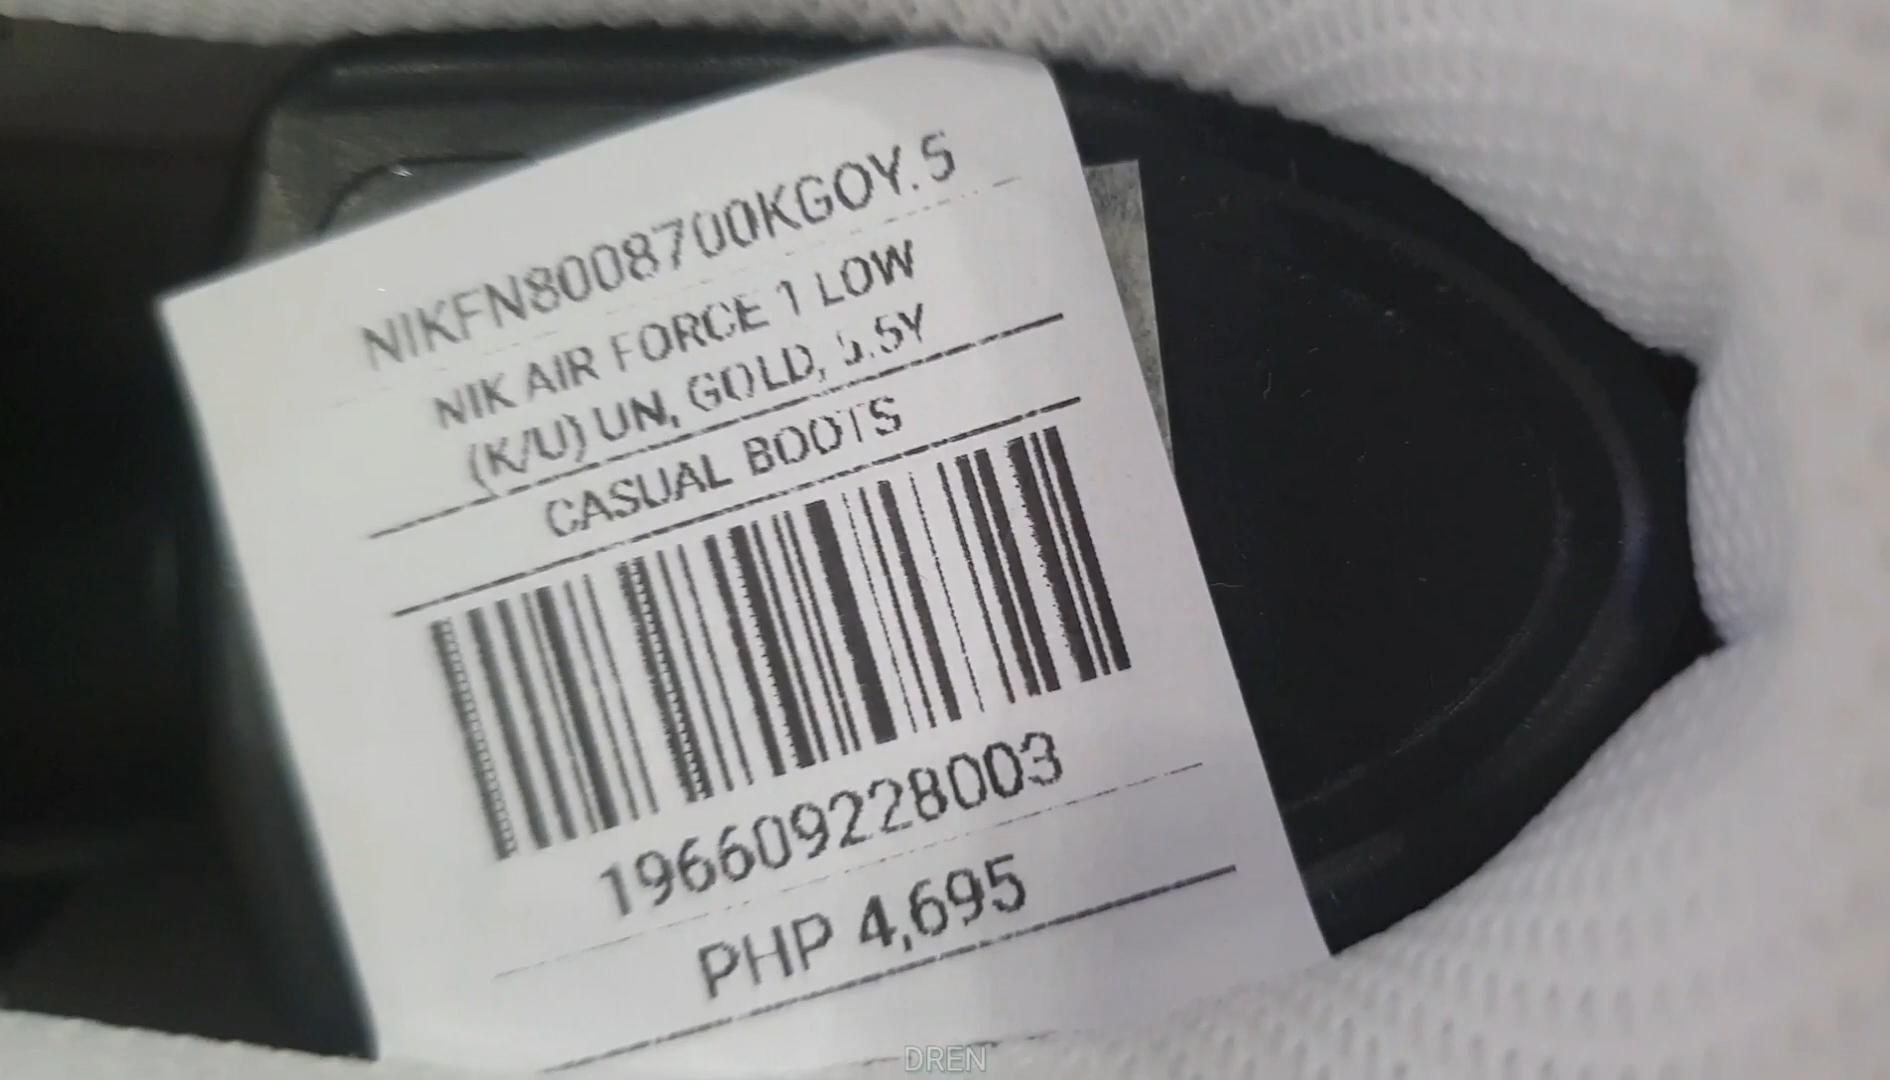 NIKFN8008700KGOY.5
NIK AIR FORCE 1 LOW
(K/U) UN, GOLD, 5.5Y
CASUAL BOOTS
196609228003
PHP 4,695
DREN